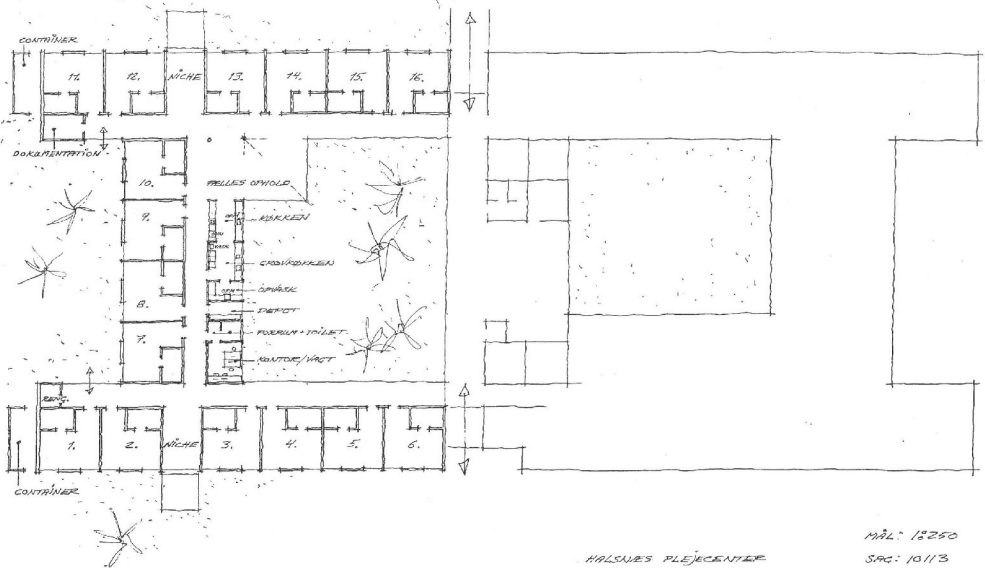 CONTAINER
11. 12. NICHE 13. 14. 15. 16.
DOKUMENTATION
10.
FÆLLES OPHOLD
9.
KØKKEN
GROVKØKKEN
8.
OPVASK
DEPOT
7.
FORRUM + TOILET
KONTOR/VAGT
RENG.
1. 2. NICHE 3. 4. 5. 6.
CONTAINER
HALSNÆS PLEJECENTER
MÅL: 1:250
SAG: 10113